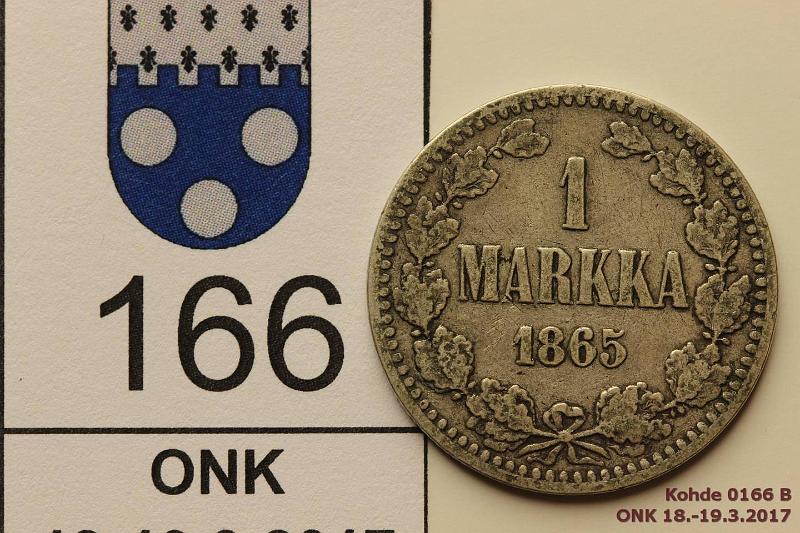 166
ONK
1
MARKKA
1865
Kohde 0166 B
ONK 18.-19.3.2017